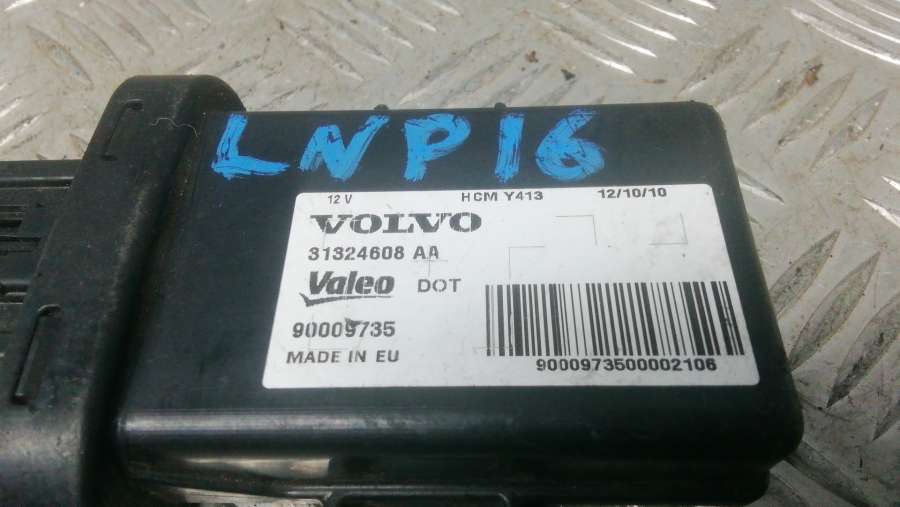 LNP16
12 V HCM Y413 12/10/10
VOLVO
31324608 AA
Valeo DOT
90009735
MADE IN EU
9000973500002106